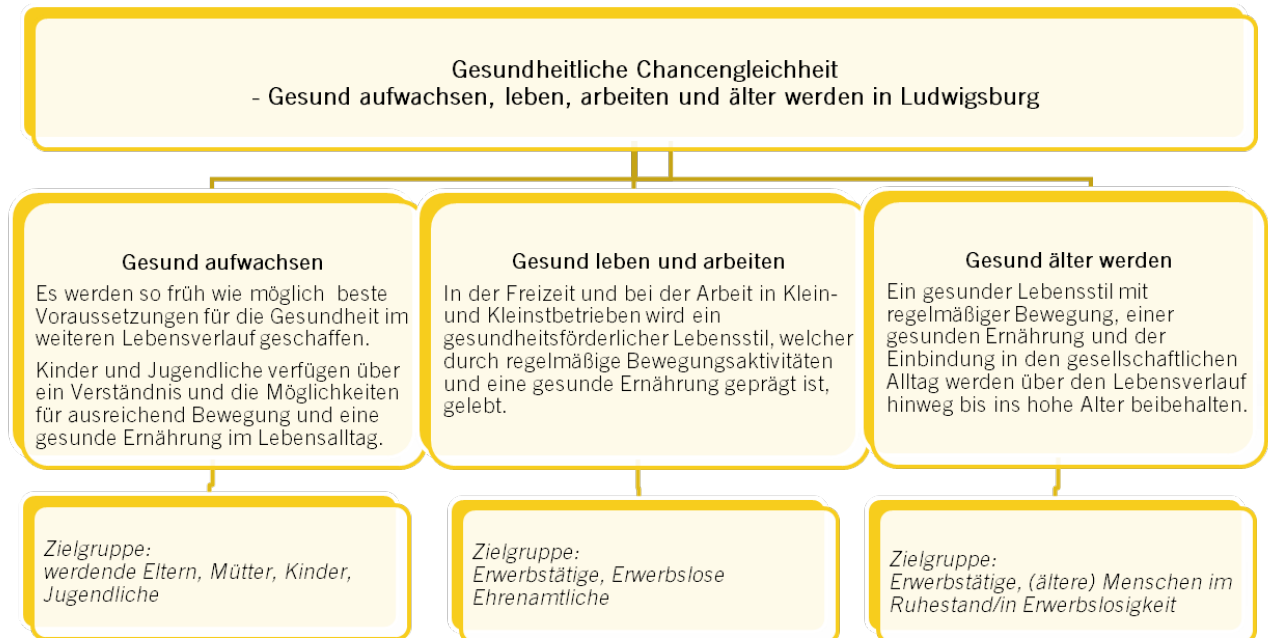 Gesundheitliche Chancengleichheit
- Gesund aufwachsen, leben, arbeiten und älter werden in Ludwigsburg
Gesund aufwachsen
Es werden so früh wie möglich beste
Voraussetzungen für die Gesundheit im
weiteren Lebensverlauf geschaffen.
Kinder und Jugendliche verfügen über
ein Verständnis und die Möglichkeiten
für ausreichend Bewegung und eine
gesunde Ernährung im Lebensalltag.
Gesund leben und arbeiten
In der Freizeit und bei der Arbeit in Klein-
und Kleinstbetrieben wird ein
gesundheitsförderlicher Lebensstil, welcher
durch regelmäßige Bewegungsaktivitäten
und eine gesunde Ernährung geprägt ist,
gelebt.
Gesund älter werden
Ein gesunder Lebensstil mit
regelmäßiger Bewegung, einer
gesunden Ernährung und der
Einbindung in den gesellschaftlichen
Alltag werden über den Lebensverlauf
hinweg bis ins hohe Alter beibehalten.
Zielgruppe:
werdende Eltern, Mütter, Kinder,
Jugendliche
Zielgruppe:
Erwerbstätige, Erwerbslose
Ehrenamtliche
Zielgruppe:
Erwerbstätige, (ältere) Menschen im
Ruhestand/in Erwerbslosigkeit